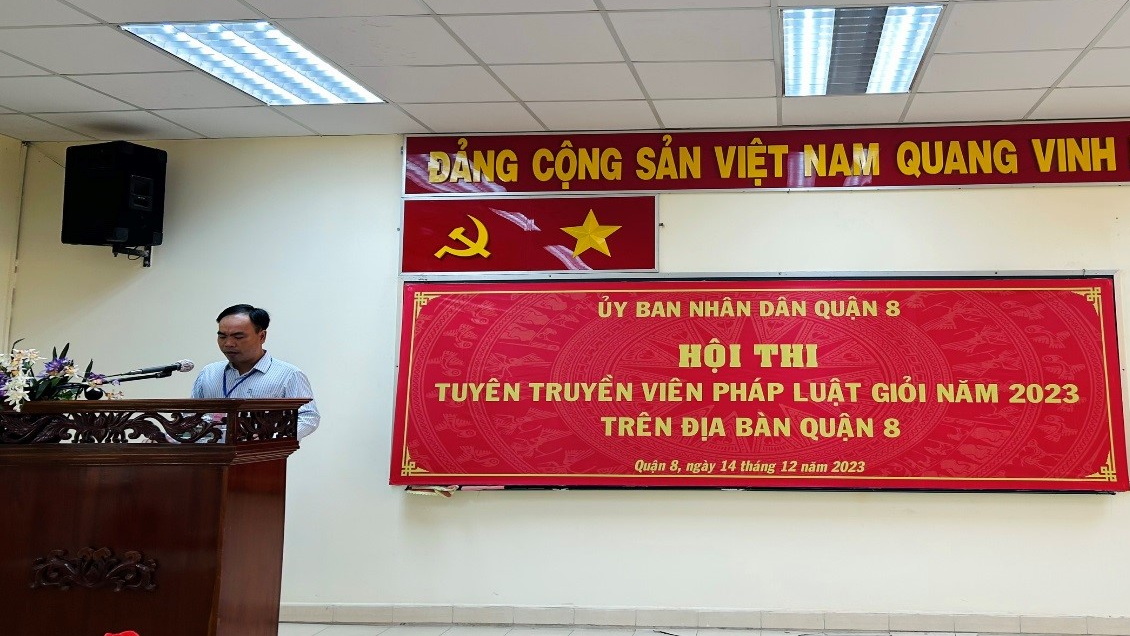 ĐẢNG CỘNG SẢN VIỆT NAM QUANG VINH
ỦY BAN NHÂN DÂN QUẬN 8
HỘI THI
TUYÊN TRUYỀN VIÊN PHÁP LUẬT GIỎI NĂM 2023
TRÊN ĐỊA BÀN QUẬN 8
Quận 8, ngày 14 tháng 12 năm 2023